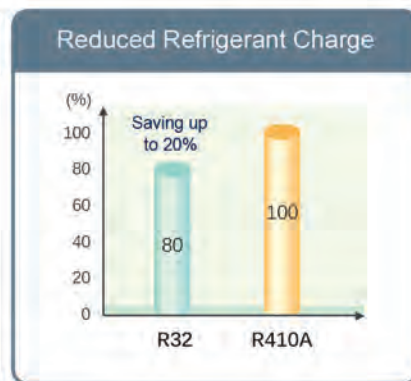 Reduced Refrigerant Charge
(%)
Saving up
to 20%
100
80
60
40
20
0
80
100
R32
R410A